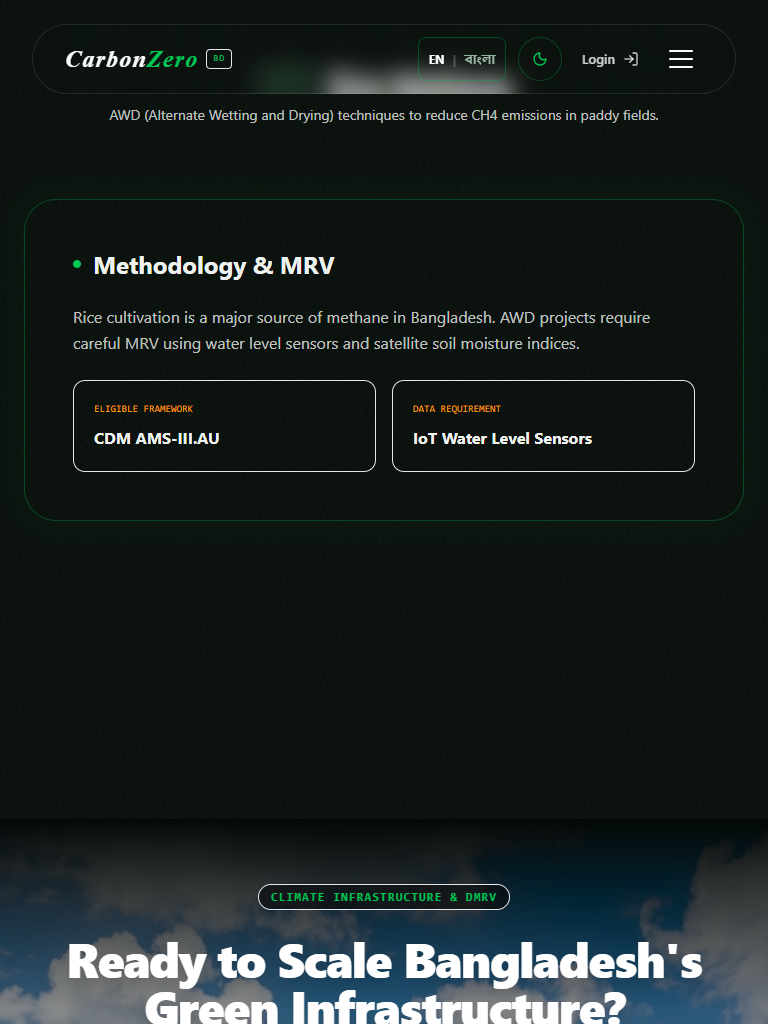 CarbonZero BD EN | বাংলা Login
AWD (Alternate Wetting and Drying) techniques to reduce CH4 emissions in paddy fields.
Methodology & MRV
Rice cultivation is a major source of methane in Bangladesh. AWD projects require
careful MRV using water level sensors and satellite soil moisture indices.
ELIGIBLE FRAMEWORK
CDM AMS-III.AU
DATA REQUIREMENT
IoT Water Level Sensors
CLIMATE INFRASTRUCTURE & DMRV
Ready to Scale Bangladesh's
Green Infrastructure?